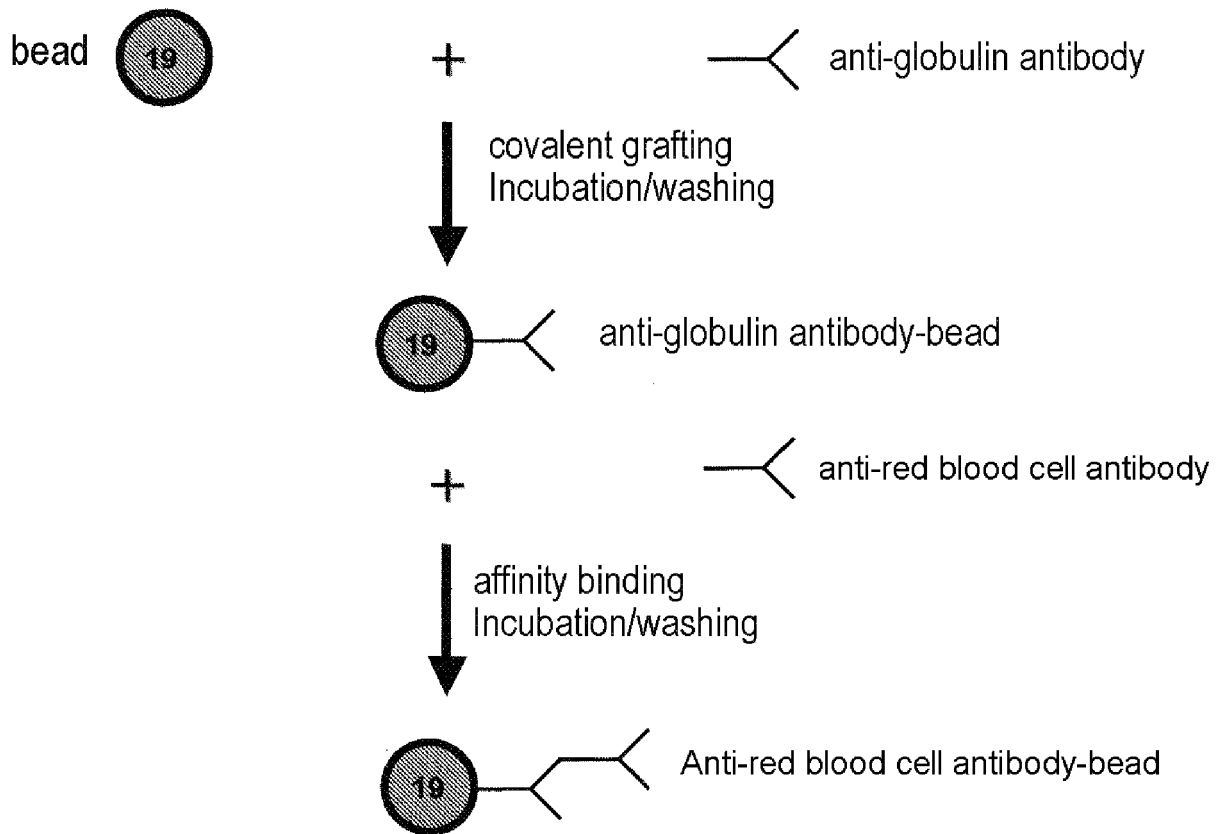 bead 19 + anti-globulin antibody
covalent grafting
Incubation/washing
19 anti-globulin antibody-bead
+ anti-red blood cell antibody
affinity binding
Incubation/washing
19 Anti-red blood cell antibody-bead